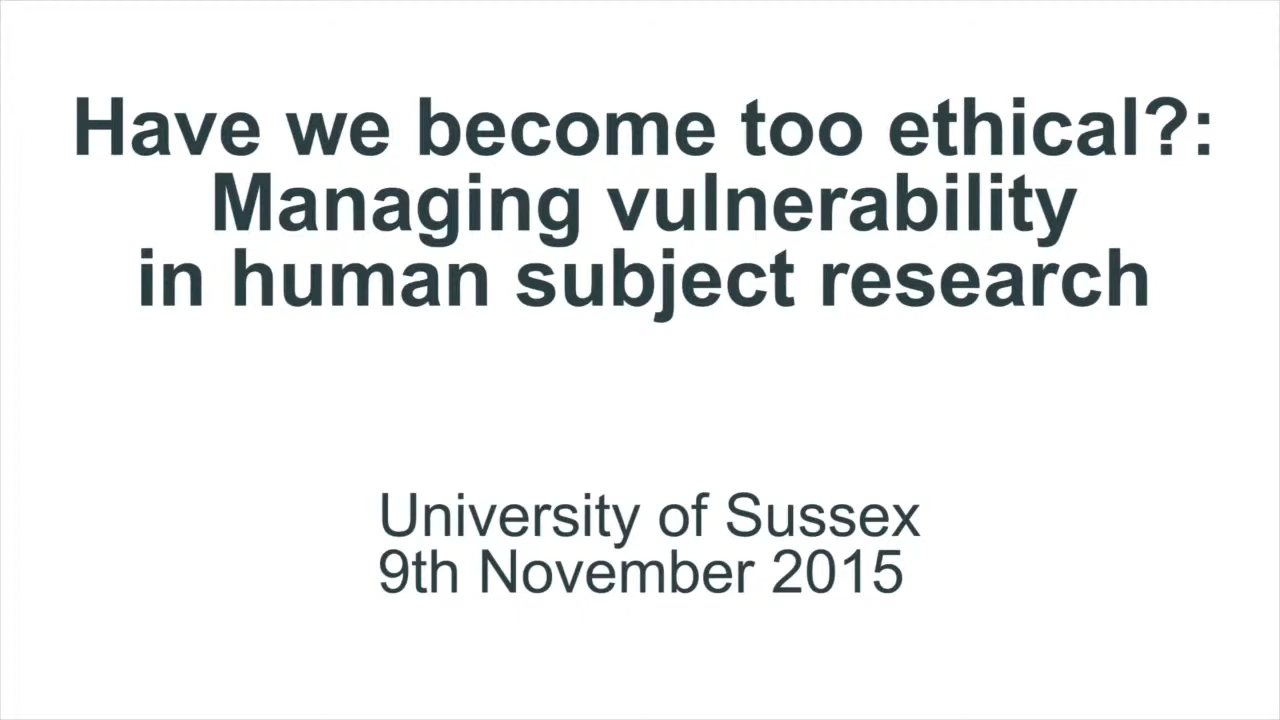 Have we become too ethical?:
Managing vulnerability
in human subject research
University of Sussex
9th November 2015